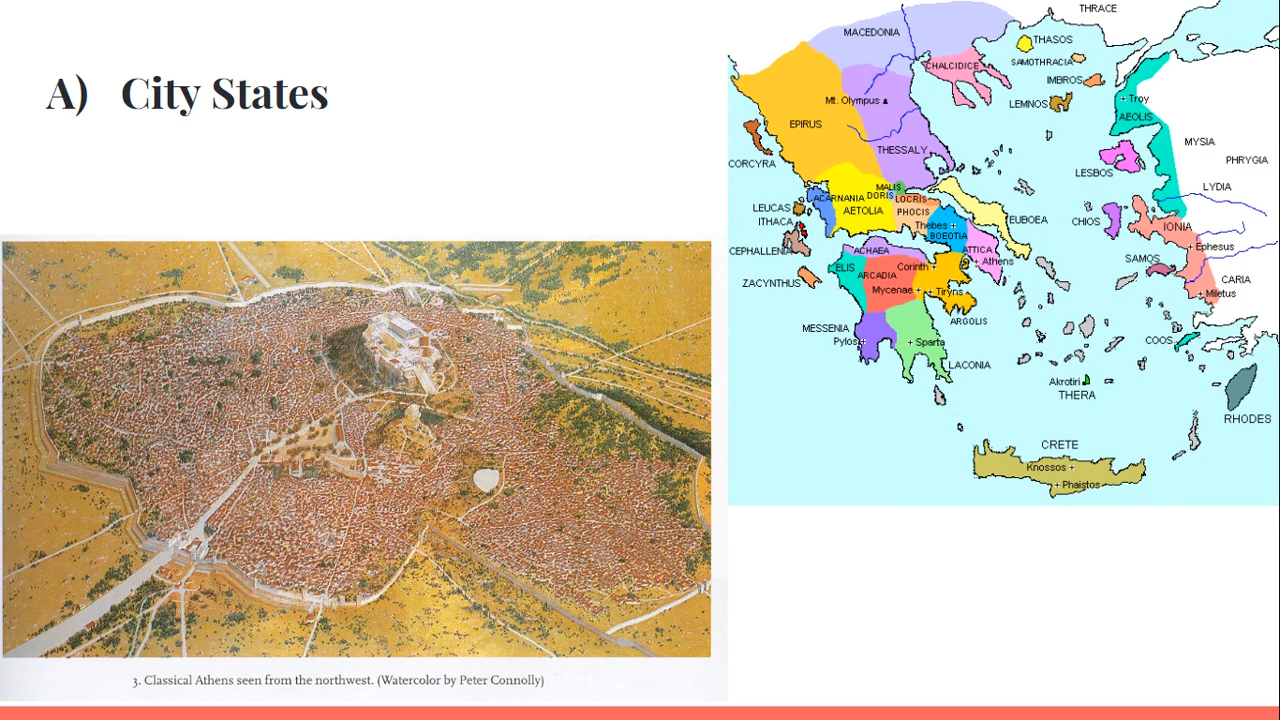 A) City States
THRACE
MACEDONIA
THASOS
CHALCIDICE
SAMOTHRACIA
IMBROS
Mt. Olympus
LEMNOS
Troy
EPIRUS
AEOLIS
MYSIA
THESSALY
CORCYRA
PHRYGIA
LESBOS
MALIS
LYDIA
ACARNANIA
DORIS
LOCRIS
LEUCAS
AETOLIA
PHOCIS
ITHACA
Thebes
EUBOEA
CHIOS
IONIA
BOEOTIA
CEPHALLENIA
ACHAEA
ATTICA
Ephesus
ELIS
Corinth
Athens
SAMOS
ARCADIA
ZACYNTHUS
Mycenae
Tiryns
CARIA
Miletus
ARGOLIS
MESSENIA
Pylos
Sparta
COOS
LACONIA
Akrotiri
THERA
RHODES
CRETE
Knossos
Phaistos
3. Classical Athens seen from the northwest. (Watercolor by Peter Connolly)